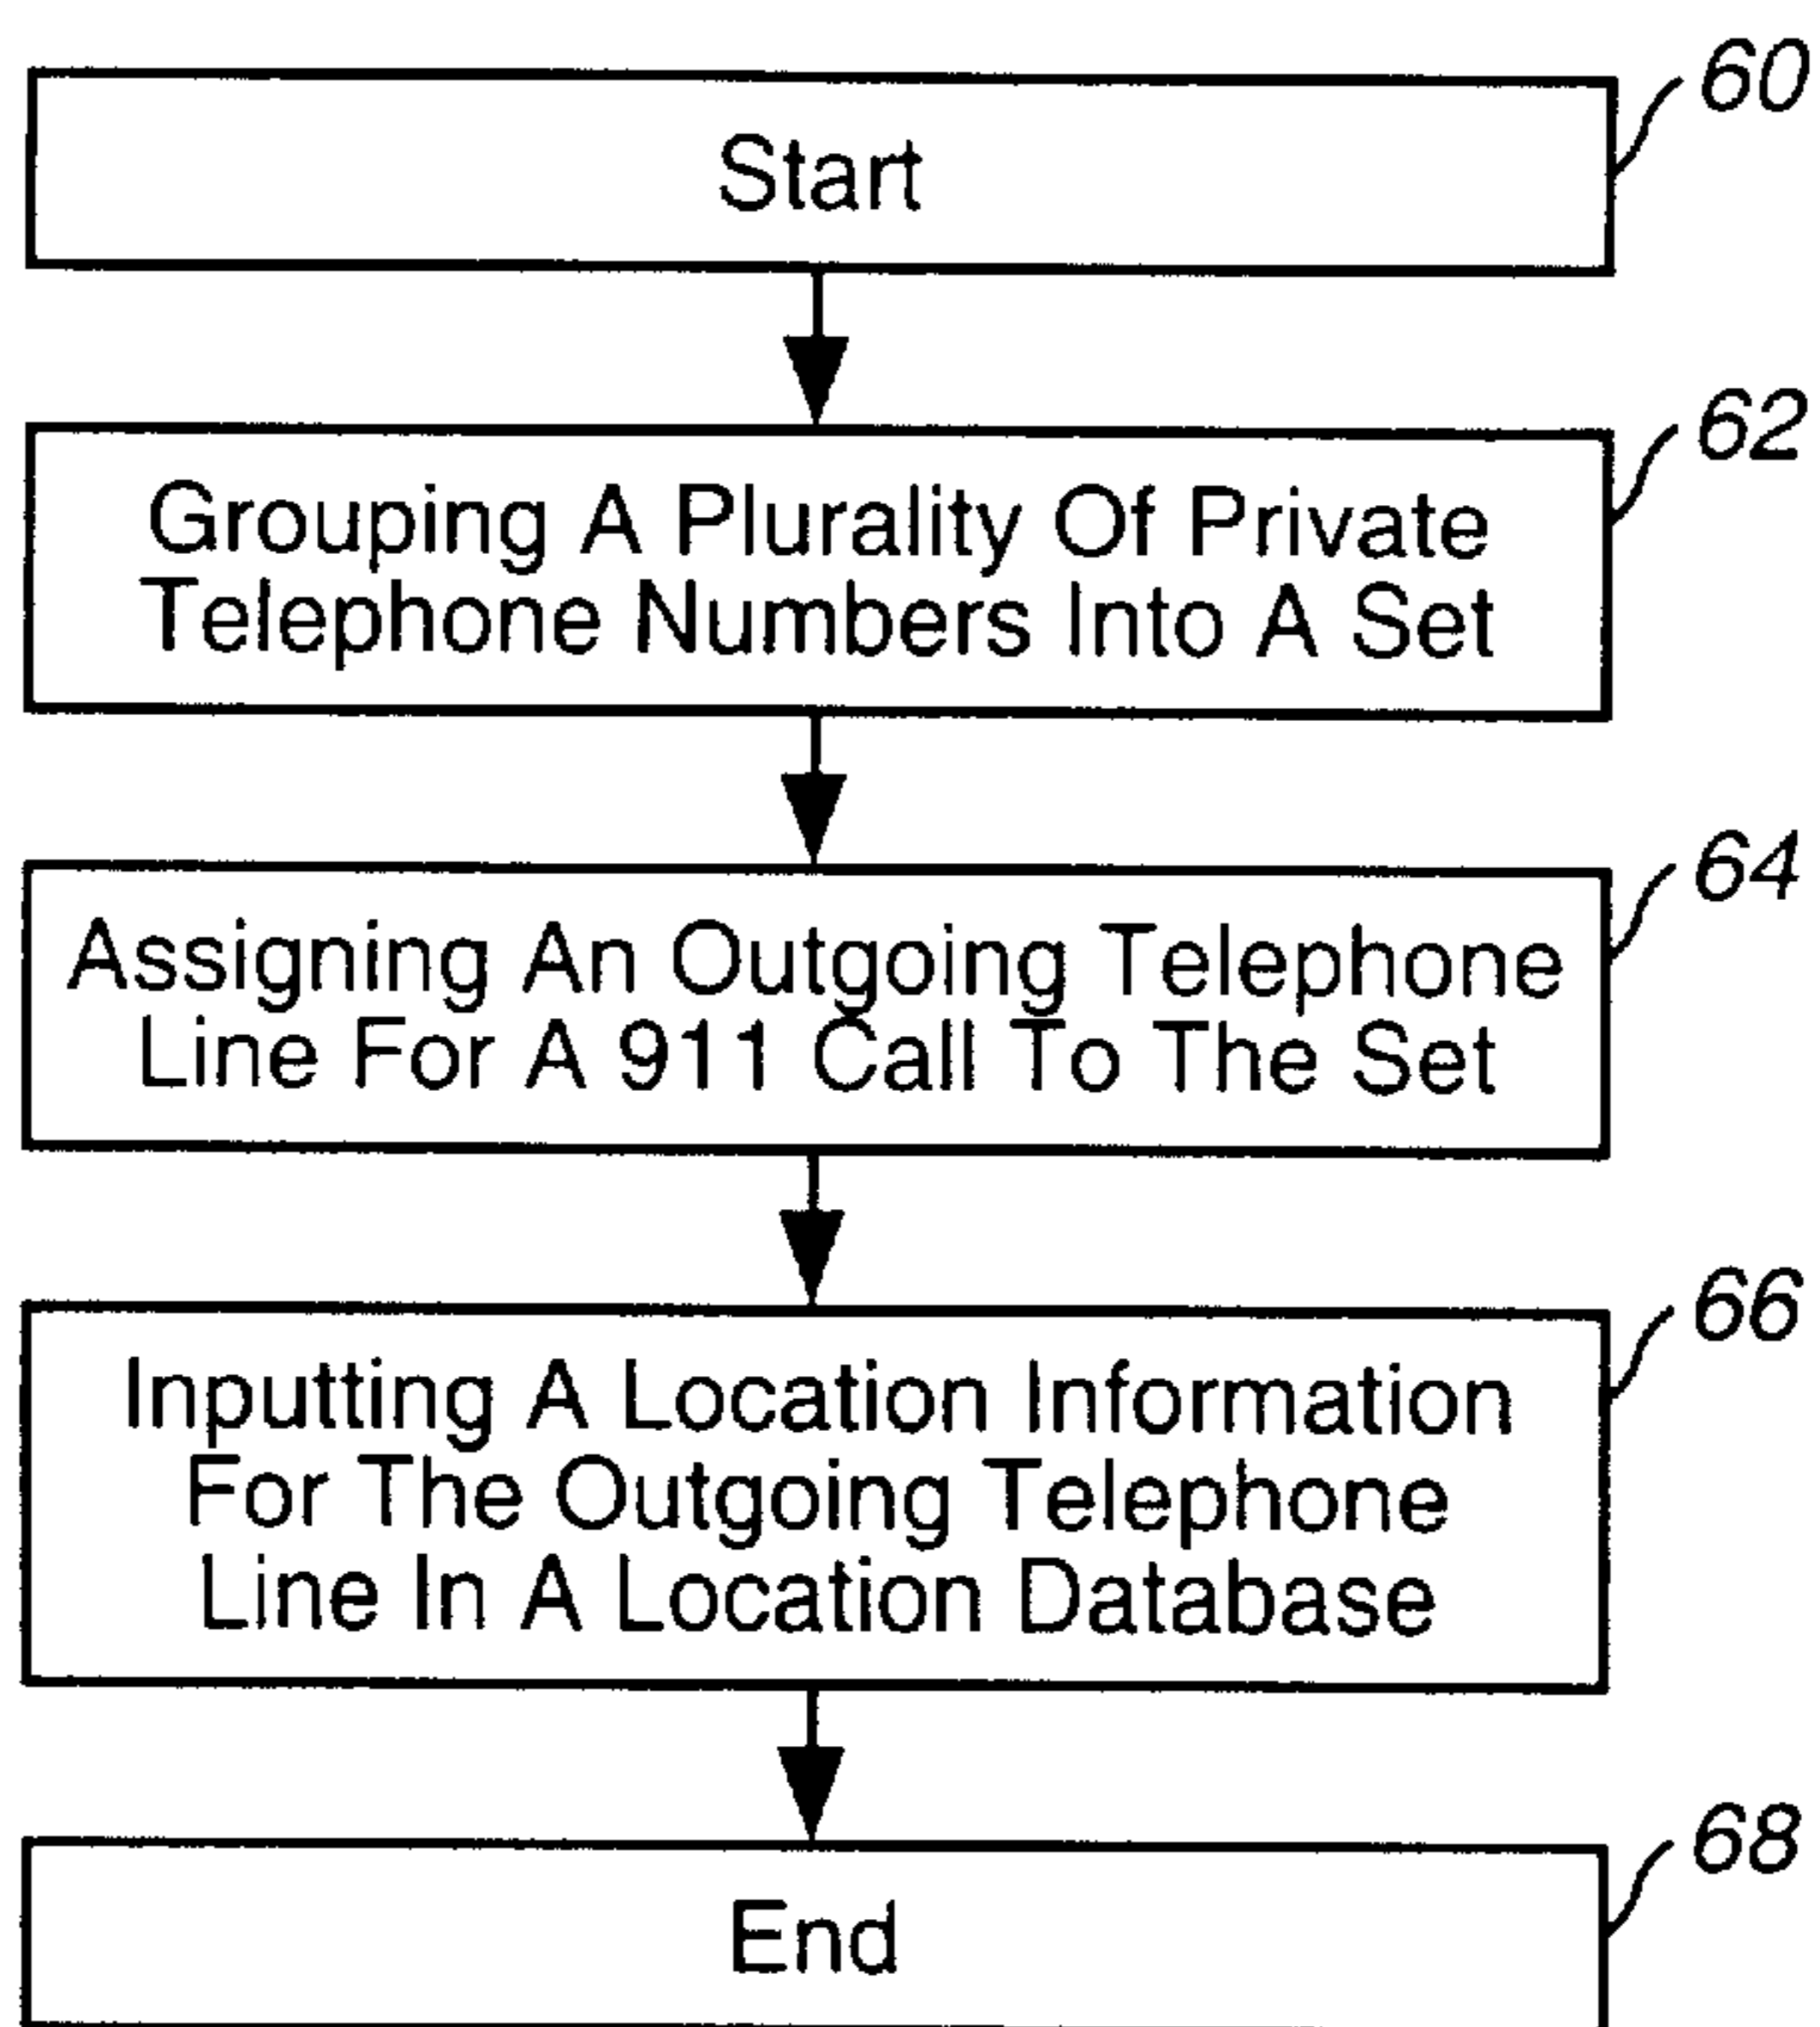 60
Start
62
Grouping A Plurality Of Private
Telephone Numbers Into A Set
64
Assigning An Outgoing Telephone
Line For A 911 Call To The Set
66
Inputting A Location Information
For The Outgoing Telephone
Line In A Location Database
68
End